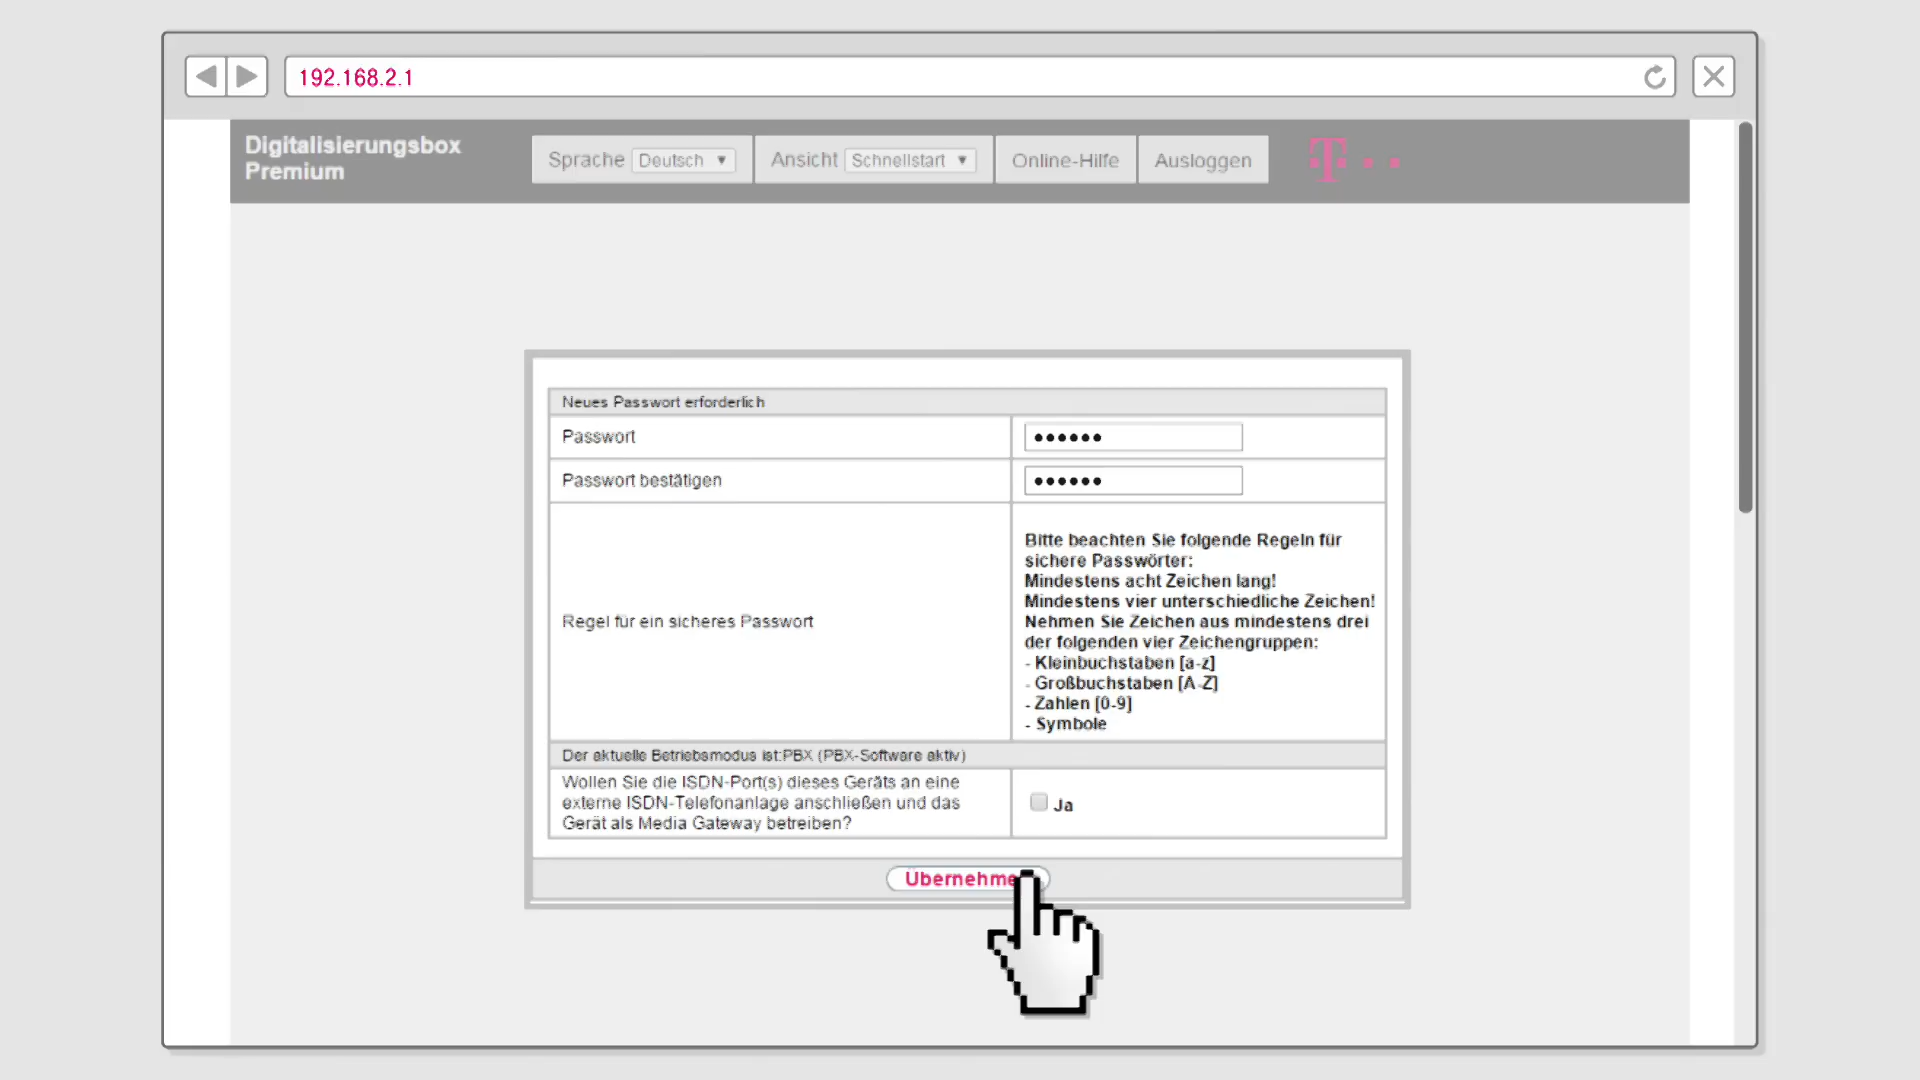 192.168.2.1
Digitalisierungsbox
Premium
Sprache Deutsch ▼
Ansicht Schnellstart ▼
Online-Hilfe
Ausloggen
T
Neues Passwort erforderlich
Passwort ••••••
Passwort bestätigen ••••••
Regel für ein sicheres Passwort
Bitte beachten Sie folgende Regeln für
sichere Passwörter:
Mindestens acht Zeichen lang!
Mindestens vier unterschiedliche Zeichen!
Nehmen Sie Zeichen aus mindestens drei
der folgenden vier Zeichengruppen:
- Kleinbuchstaben [a-z]
- Großbuchstaben [A-Z]
- Zahlen [0-9]
- Symbole
Der aktuelle Betriebsmodus ist:PBX (PBX-Software aktiv)
Wollen Sie die ISDN-Port(s) dieses Geräts an eine
externe ISDN-Telefonanlage anschließen und das
Gerät als Media Gateway betreiben?
Ja
Übernehme